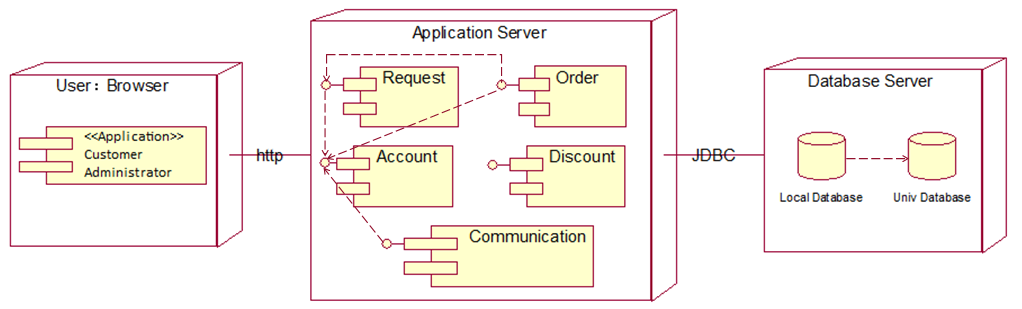 User：Browser
<<Application>>
Customer
Administrator
http
Application Server
Request
Order
Account
Discount
Communication
JDBC
Database Server
Local Database
Univ Database